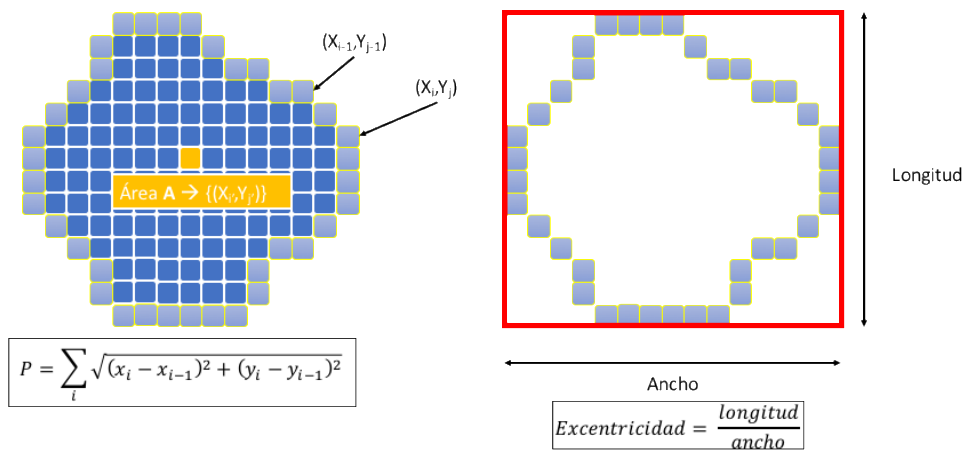 (Xi-1,Yj-1)
(Xi,Yj)
Área A → {(Xi',Yj')}
Longitud
P = ∑i √((xi − xi−1)² + (yi − yi−1)²)
Ancho
Excentricidad = longitud / ancho